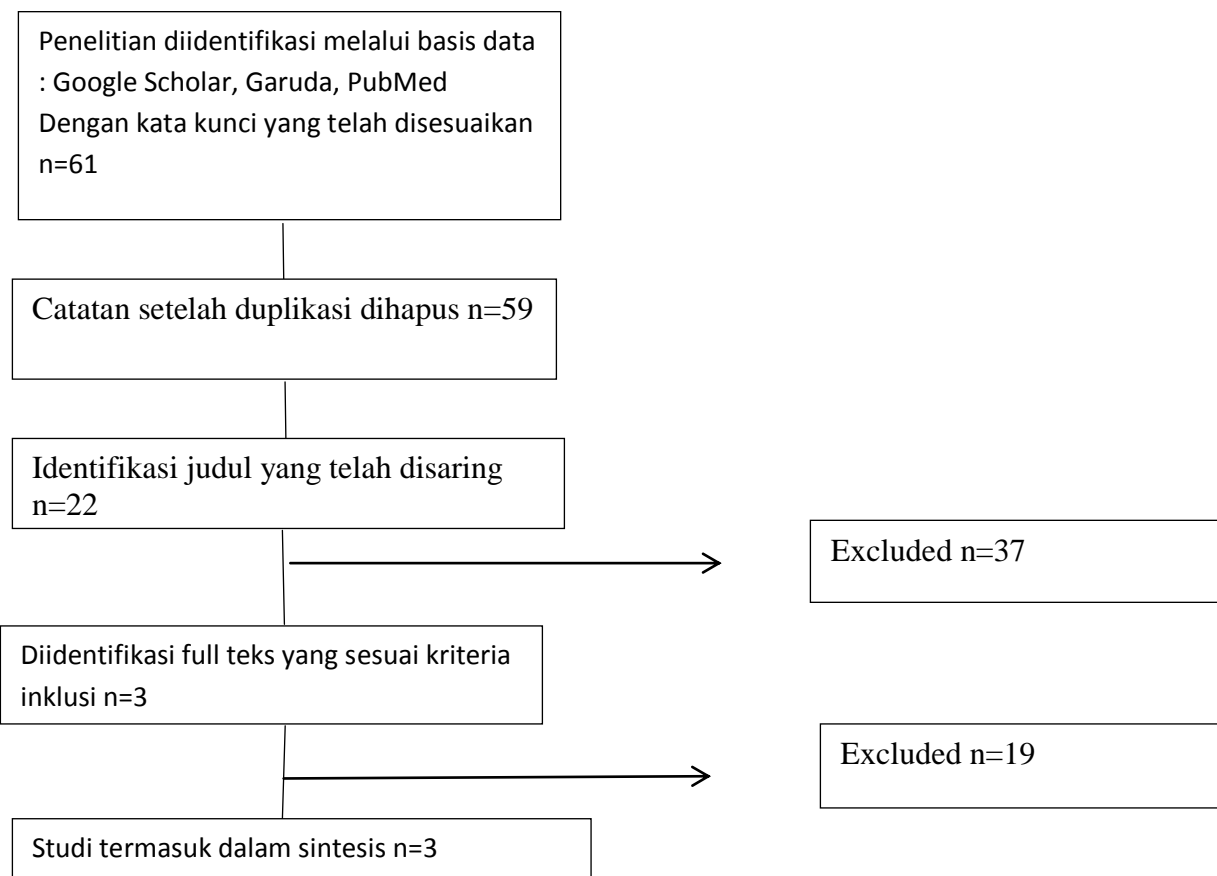 Penelitian diidentifikasi melalui basis data
: Google Scholar, Garuda, PubMed
Dengan kata kunci yang telah disesuaikan
n=61
Catatan setelah duplikasi dihapus n=59
Identifikasi judul yang telah disaring
n=22
Excluded n=37
Diidentifikasi full teks yang sesuai kriteria
inklusi n=3
Excluded n=19
Studi termasuk dalam sintesis n=3